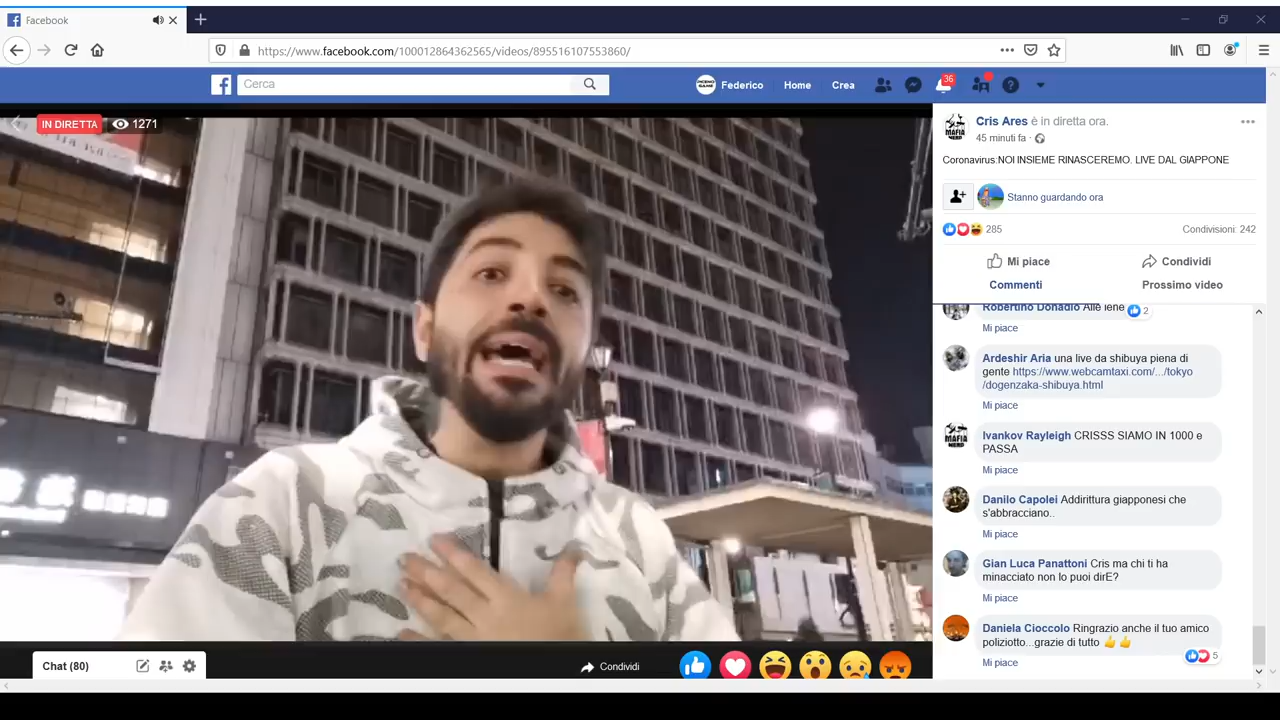 Facebook
https://www.facebook.com/100012864362565/videos/895516107553860/
Cerca
Federico
Home
Crea
36
IN DIRETTA
1271
Cris Ares è in diretta ora.
45 minuti fa ·
Coronavirus:NOI INSIEME RINASCEREMO. LIVE DAL GIAPPONE
Stanno guardando ora
285
Condivisioni: 242
Mi piace
Condividi
Commenti
Prossimo video
Robertino Donadio Alle iene
2
Mi piace
Ardeshir Aria una live da shibuya piena di
gente https://www.webcamtaxi.com/.../tokyo
/dogenzaka-shibuya.html
Mi piace
MAFIA
NERD
Ivankov Rayleigh CRISSS SIAMO IN 1000 e
PASSA
Mi piace
Danilo Capolei Addirittura giapponesi che
s'abbracciano..
Mi piace
Gian Luca Panattoni Cris ma chi ti ha
minacciato non lo puoi dirE?
Mi piace
Daniela Cioccolo Ringrazio anche il tuo amico
poliziotto...grazie di tutto 👍👍
5
Mi piace
Chat (80)
Condividi